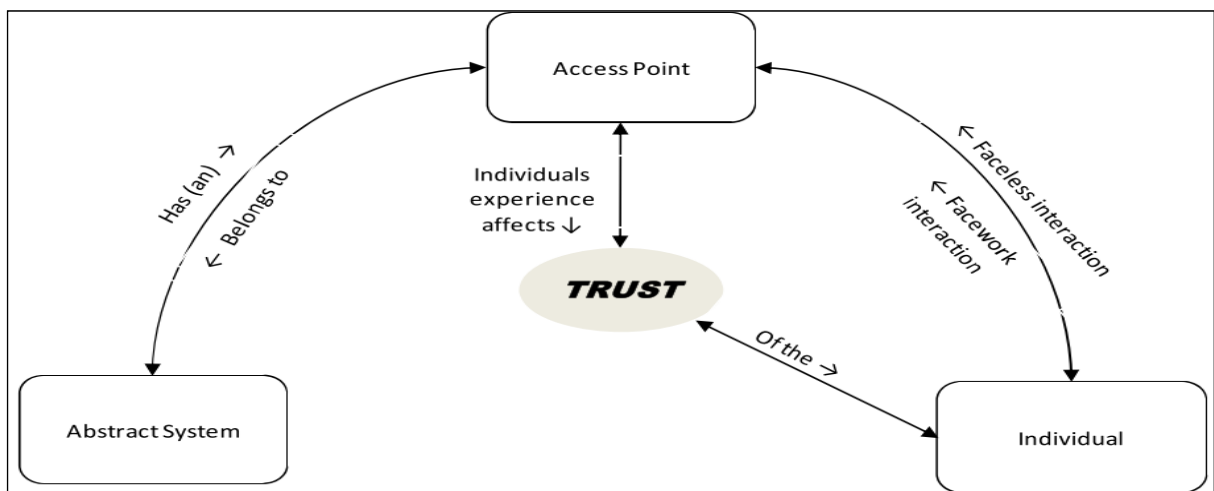 Access Point
Has (an) →
← Belongs to
Individuals
experience
affects ↓
← Faceless interaction
← Facework
interaction
TRUST
Of the →
Abstract System
Individual